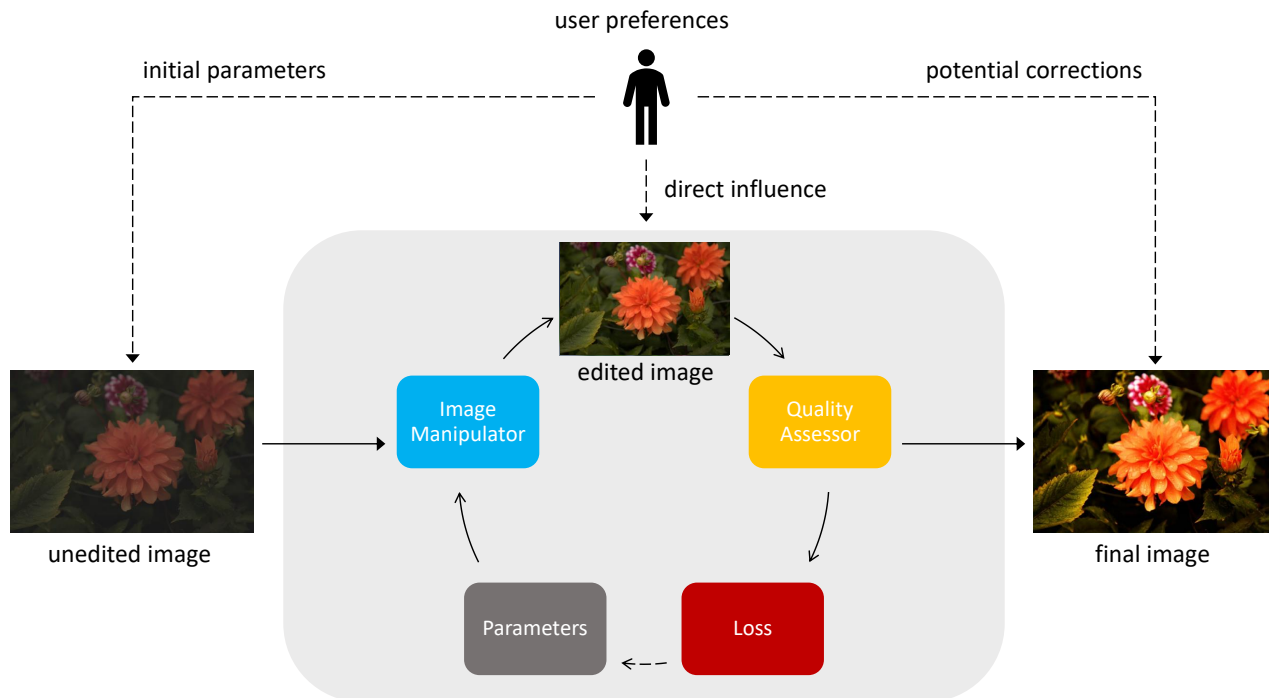 user preferences
initial parameters
potential corrections
direct influence
edited image
Image
Manipulator
Quality
Assessor
unedited image
final image
Parameters
Loss